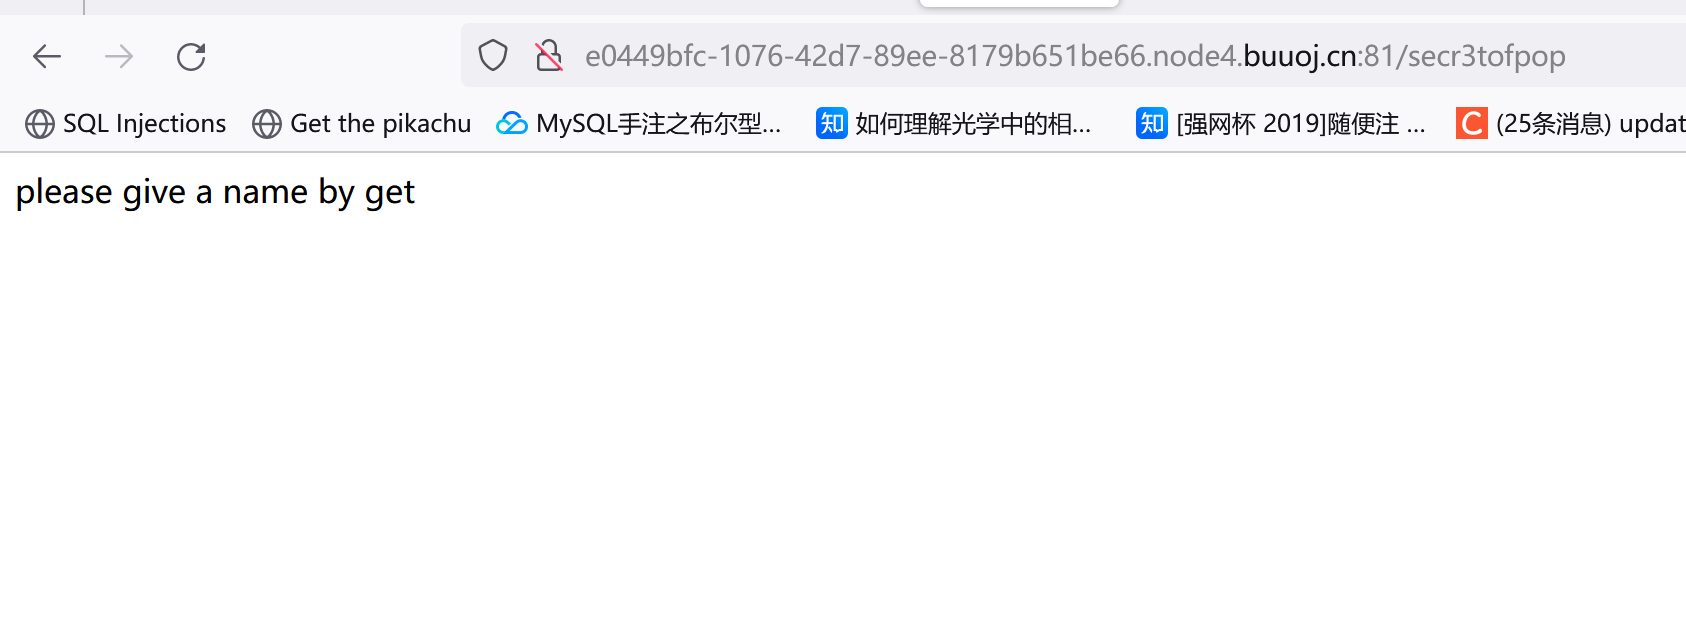 e0449bfc-1076-42d7-89ee-8179b651be66.node4.buuoj.cn:81/secr3tofpop
SQL Injections Get the pikachu MySQL手注之布尔型... 知 如何理解光学中的相... 知 [强网杯 2019]随便注 ... C (25条消息) updat
please give a name by get